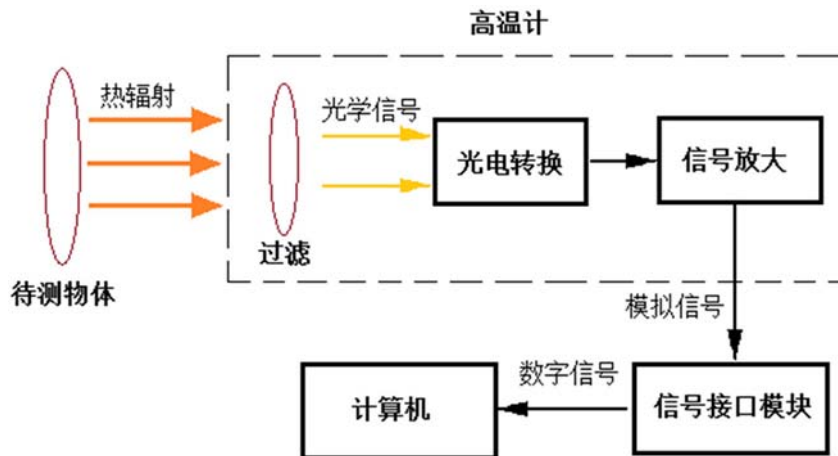 高温计
热辐射
光学信号
光电转换
信号放大
过滤
待测物体
模拟信号
数字信号
计算机
信号接口模块